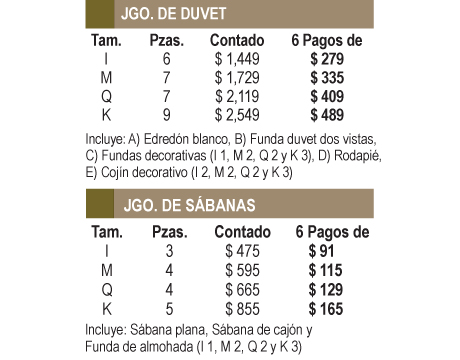 JGO. DE DUVET
Tam. Pzas. Contado 6 Pagos de
I 6 $ 1,449 $ 279
M 7 $ 1,729 $ 335
Q 7 $ 2,119 $ 409
K 9 $ 2,549 $ 489
Incluye: A) Edredón blanco, B) Funda duvet dos vistas,
C) Fundas decorativas (I 1, M 2, Q 2 y K 3), D) Rodapié,
E) Cojín decorativo (I 2, M 2, Q 2 y K 3)
JGO. DE SÁBANAS
Tam. Pzas. Contado 6 Pagos de
I 3 $ 475 $ 91
M 4 $ 595 $ 115
Q 4 $ 665 $ 129
K 5 $ 855 $ 165
Incluye: Sábana plana, Sábana de cajón y
Funda de almohada (I 1, M 2, Q 2 y K 3)